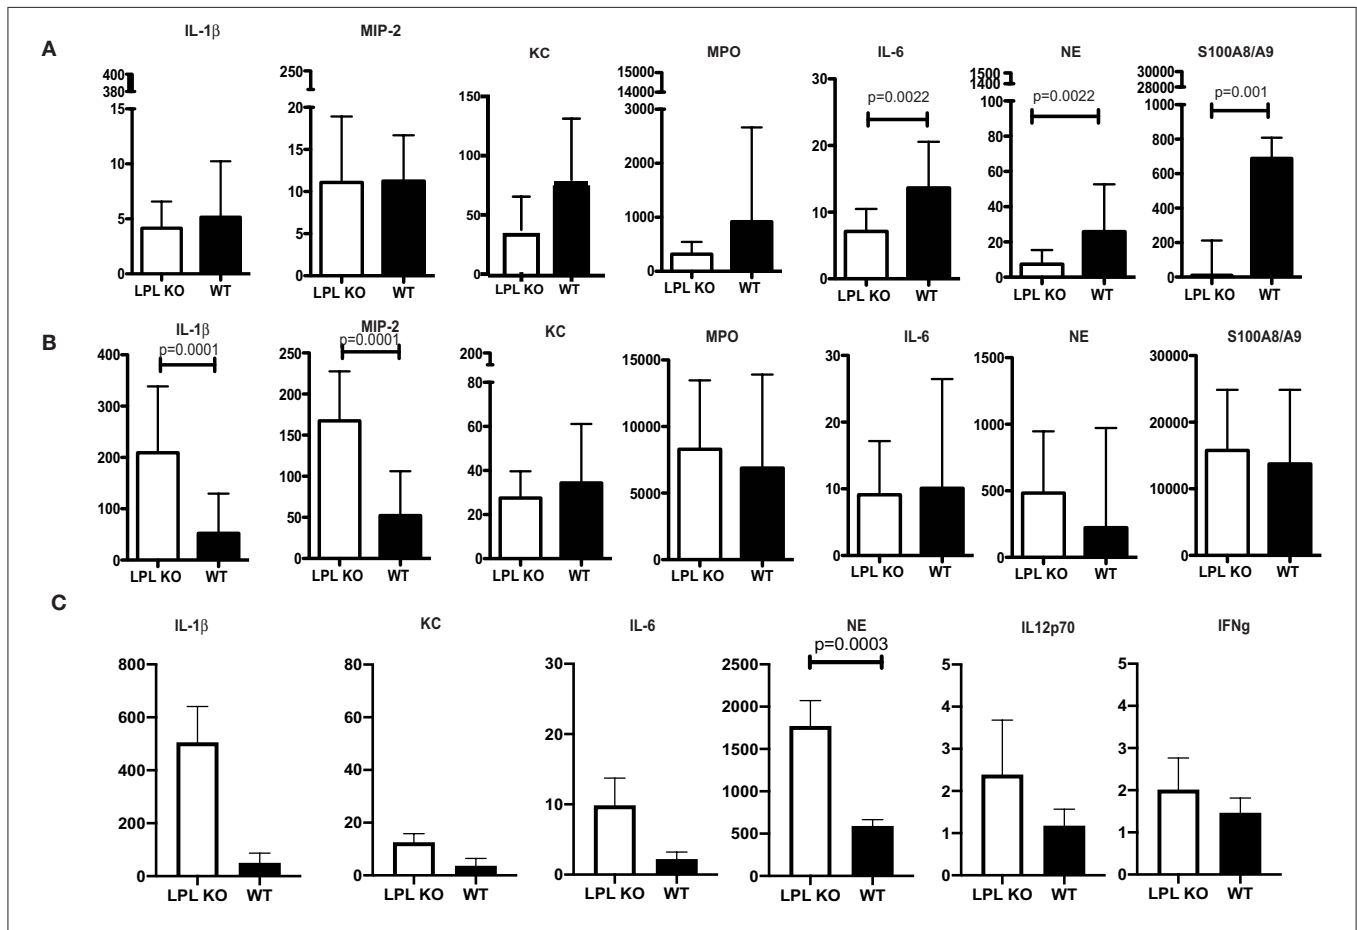 A
IL-1β
400
380
15
10
5
0
LPL KO WT
MIP-2
250
20
15
10
5
0
LPL KO WT
KC
150
100
50
0
LPL KO WT
MPO
15000
14000
3000
2000
1000
0
LPL KO WT
IL-6
p=0.0022
30
20
10
0
LPL KO WT
NE
1500
1400
p=0.0022
100
80
60
40
20
0
LPL KO WT
S100A8/A9
30000
28000
p=0.001
1000
800
600
400
200
0
LPL KO WT
B
IL-1β
p=0.0001
400
300
200
100
0
LPL KO WT
MIP-2
p=0.0001
250
200
150
100
50
0
LPL KO WT
KC
200
80
60
40
20
0
LPL KO WT
MPO
15000
10000
5000
0
LPL KO WT
IL-6
30
20
10
0
LPL KO WT
NE
1500
1000
500
0
LPL KO WT
S100A8/A9
30000
20000
10000
0
LPL KO WT
C
IL-1β
800
600
400
200
0
LPL KO WT
KC
80
60
40
20
0
LPL KO WT
IL-6
30
20
10
0
LPL KO WT
NE
p=0.0003
2500
2000
1500
1000
500
0
LPL KO WT
IL12p70
5
4
3
2
1
0
LPL KO WT
IFNg
5
4
3
2
1
0
LPL KO WT